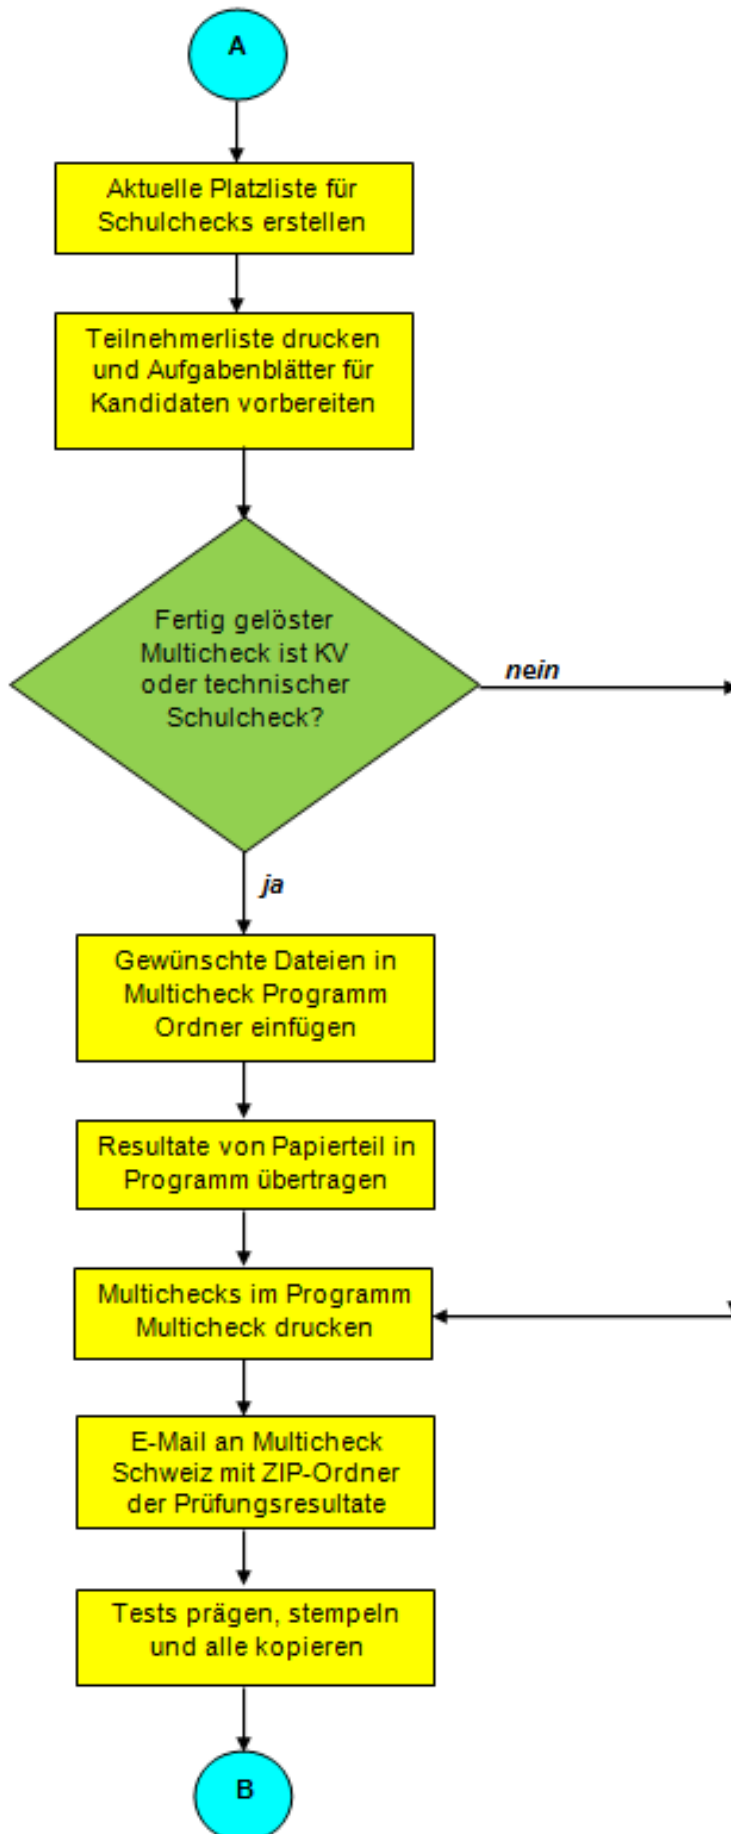 A
Aktuelle Platzliste für
Schulchecks erstellen
Teilnehmerliste drucken
und Aufgabenblätter für
Kandidaten vorbereiten
Fertig gelöster
Multicheck ist KV
oder technischer
Schulcheck?
nein
ja
Gewünschte Dateien in
Multicheck Programm
Ordner einfügen
Resultate von Papierteil in
Programm übertragen
Multichecks im Programm
Multicheck drucken
E-Mail an Multicheck
Schweiz mit ZIP-Ordner
der Prüfungsresultate
Tests prägen, stempeln
und alle kopieren
B